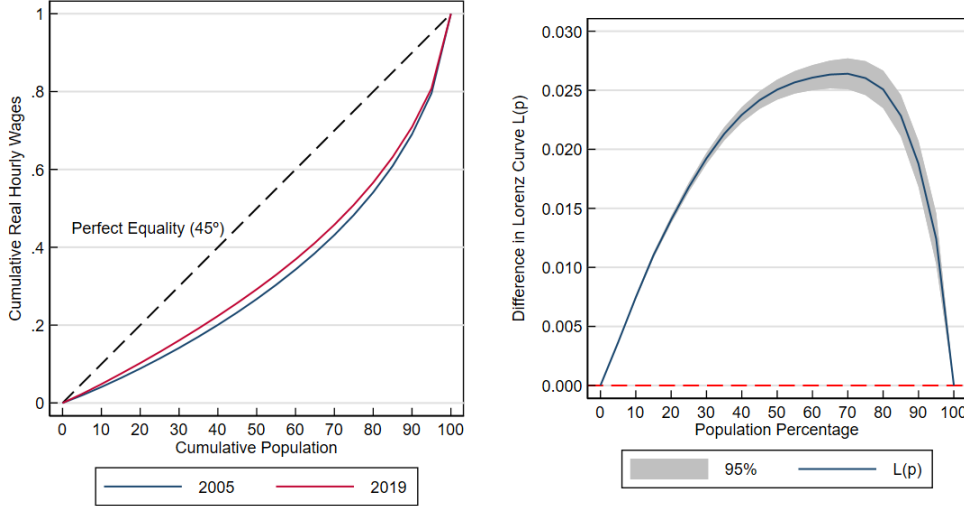 Cumulative Real Hourly Wages
1
.8
.6
.4
.2
0
Perfect Equality (45º)
0 10 20 30 40 50 60 70 80 90 100
Cumulative Population
2005 2019
Difference in Lorenz Curve L(p)
0.030
0.025
0.020
0.015
0.010
0.005
0.000
0 10 20 30 40 50 60 70 80 90 100
Population Percentage
95% L(p)